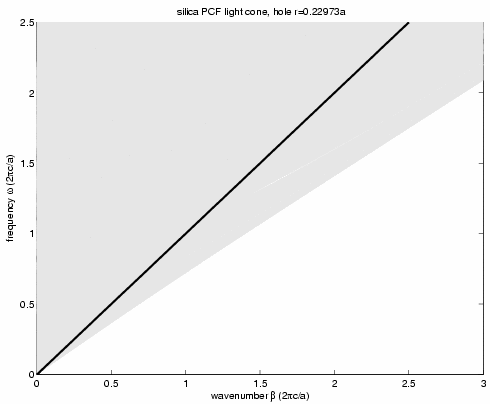 silica PCF light cone, hole r=0.22973a
2.5
2
1.5
1
0.5
0
frequency ω (2πc/a)
0 0.5 1 1.5 2 2.5 3
wavenumber β (2πc/a)